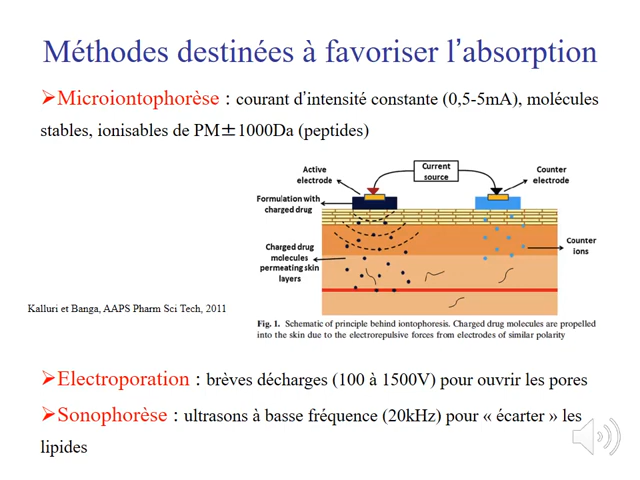 Méthodes destinées à favoriser l’absorption
➢Microiontophorèse : courant d’intensité constante (0,5-5mA), molécules
stables, ionisables de PM±1000Da (peptides)
Active
electrode
Current
source
Counter
electrode
Formulation with
charged drug
Charged drug
molecules
permeating skin
layers
Counter
ions
Kalluri et Banga, AAPS Pharm Sci Tech, 2011
Fig. 1. Schematic of principle behind iontophoresis. Charged drug molecules are propelled
into the skin due to the electrorepulsive forces from electrodes of similar polarity
➢Electroporation : brèves décharges (100 à 1500V) pour ouvrir les pores
➢Sonophorèse : ultrasons à basse fréquence (20kHz) pour « écarter » les
lipides